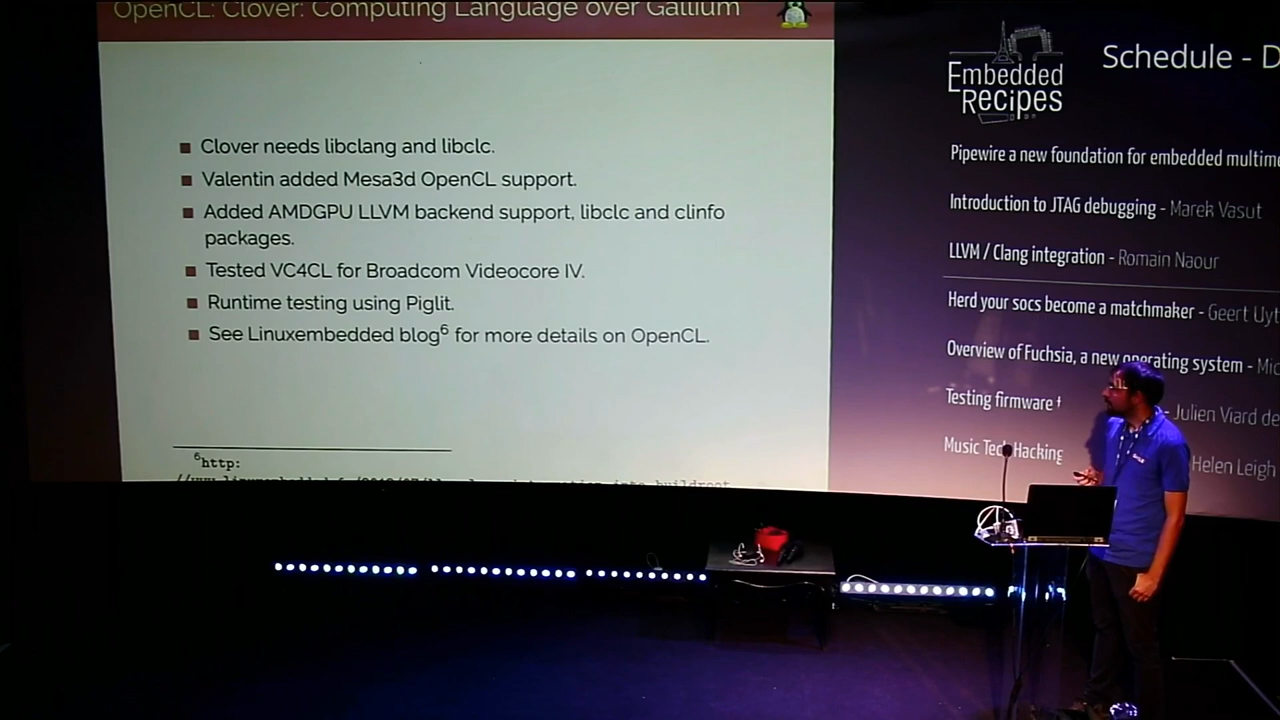 OpenCL: Clover: Computing Language over Gallium
Clover needs libclang and libclc.
Valentin added Mesa3d OpenCL support.
Added AMDGPU LLVM backend support, libclc and clinfo
packages.
Tested VC4CL for Broadcom Videocore IV.
Runtime testing using Piglit.
See Linuxembedded blog6 for more details on OpenCL.
6http:
Embedded
Recipes
Schedule - D
Pipewire a new foundation for embedded multime
Introduction to JTAG debugging - Marek Vasut
LLVM / Clang integration - Romain Naour
Herd your socs become a matchmaker - Geert Uyt
Overview of Fuchsia, a new operating system - Mic
Testing firmware - Julien Viard de
Music Tech Hacking Helen Leigh